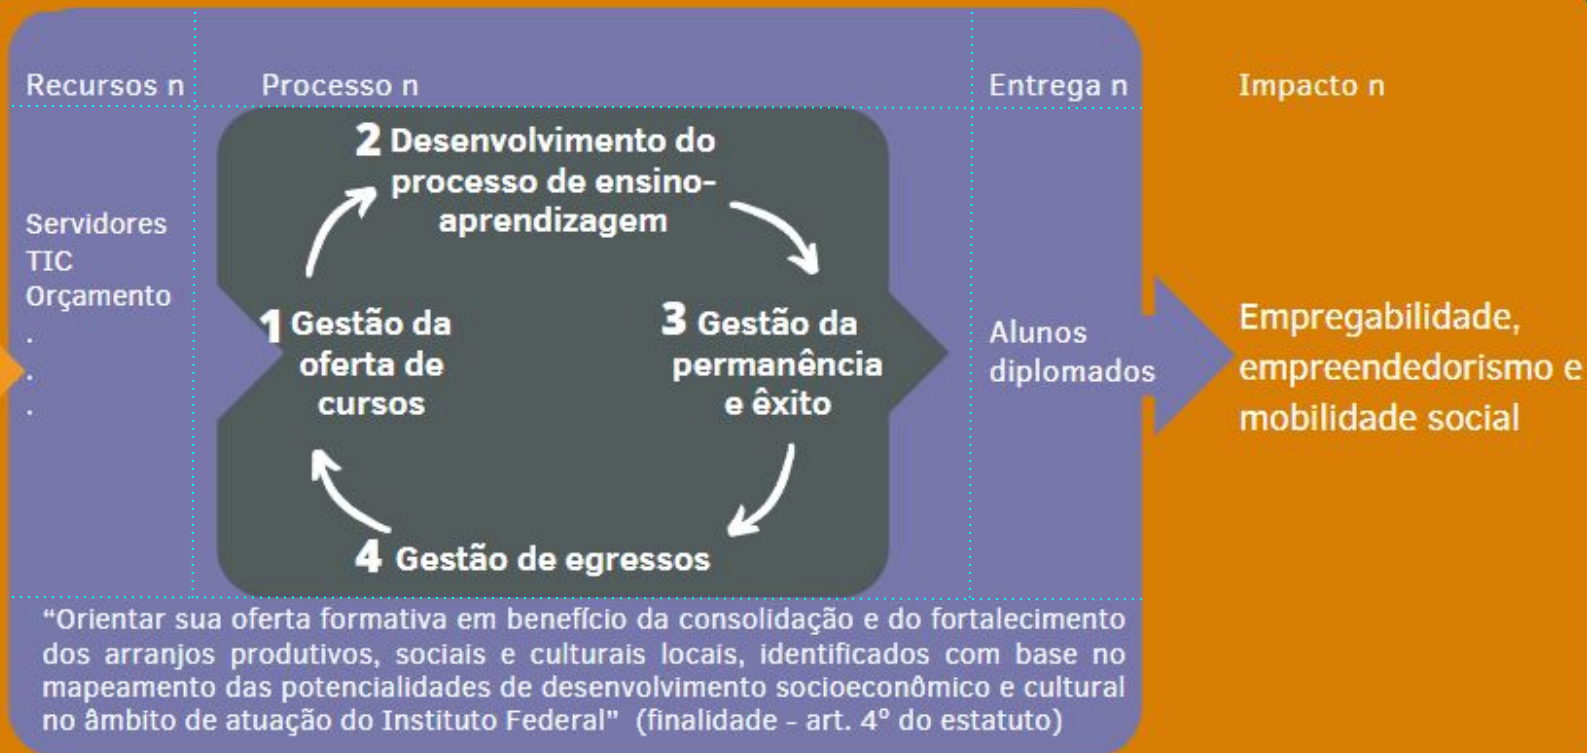 Recursos n
Processo n
Entrega n
Impacto n
Servidores
TIC
Orçamento
.
.
.
1 Gestão da
oferta de
cursos
2 Desenvolvimento do
processo de ensino-
aprendizagem
3 Gestão da
permanência
e êxito
4 Gestão de egressos
Alunos
diplomados
Empregabilidade,
empreendedorismo e
mobilidade social
“Orientar sua oferta formativa em benefício da consolidação e do fortalecimento
dos arranjos produtivos, sociais e culturais locais, identificados com base no
mapeamento das potencialidades de desenvolvimento socioeconômico e cultural
no âmbito de atuação do Instituto Federal” (finalidade - art. 4º do estatuto)